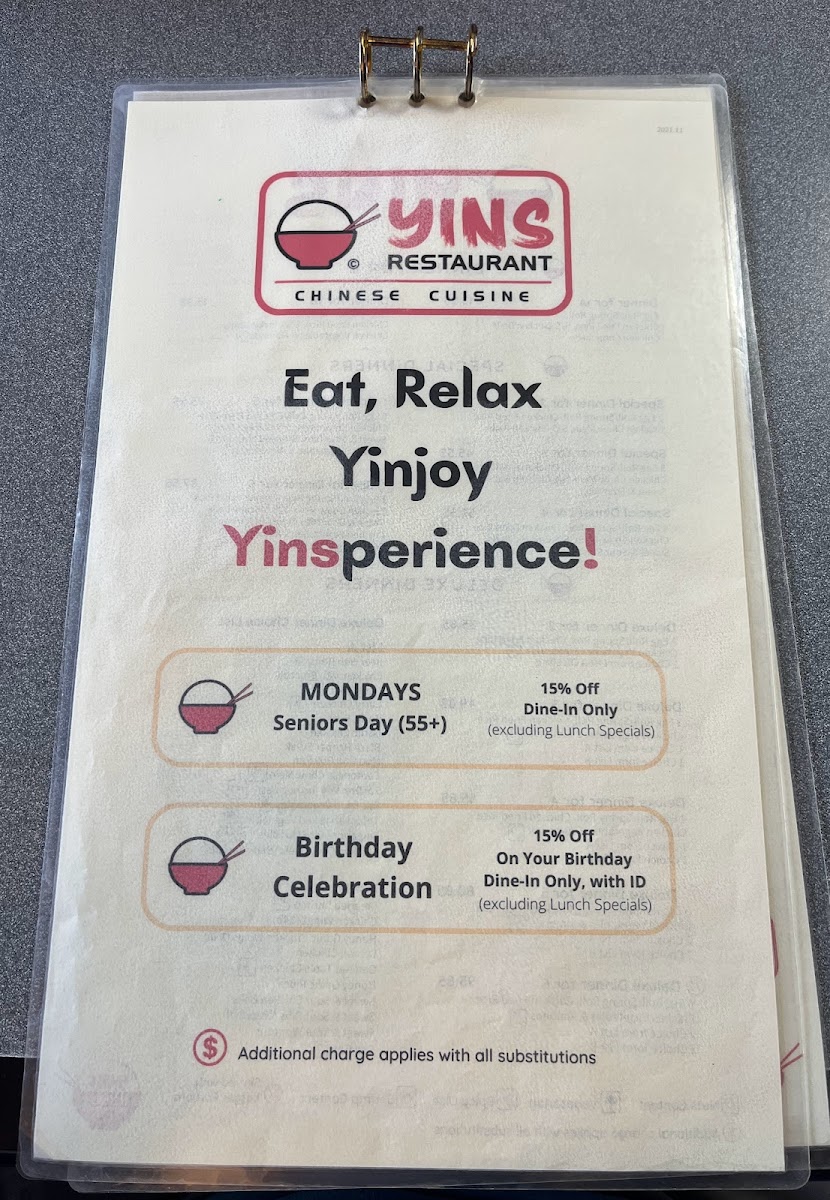 2022.11
YINS
©
RESTAURANT
CHINESE CUISINE
Eat, Relax
Yinjoy
Yinsperience!
MONDAYS
Seniors Day (55+)
15% Off
Dine-In Only
(excluding Lunch Specials)
Birthday
Celebration
15% Off
On Your Birthday
Dine-In Only, with ID
(excluding Lunch Specials)
$ Additional charge applies with all substitutions